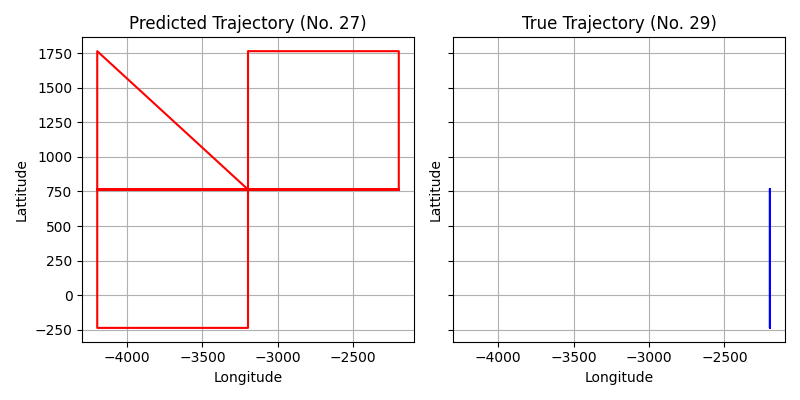 Predicted Trajectory (No. 27)
True Trajectory (No. 29)
1750
1500
1250
1000
750
500
250
0
−250
Lattitude
Lattitude
−4000 −3500 −3000 −2500
−4000 −3500 −3000 −2500
Longitude
Longitude